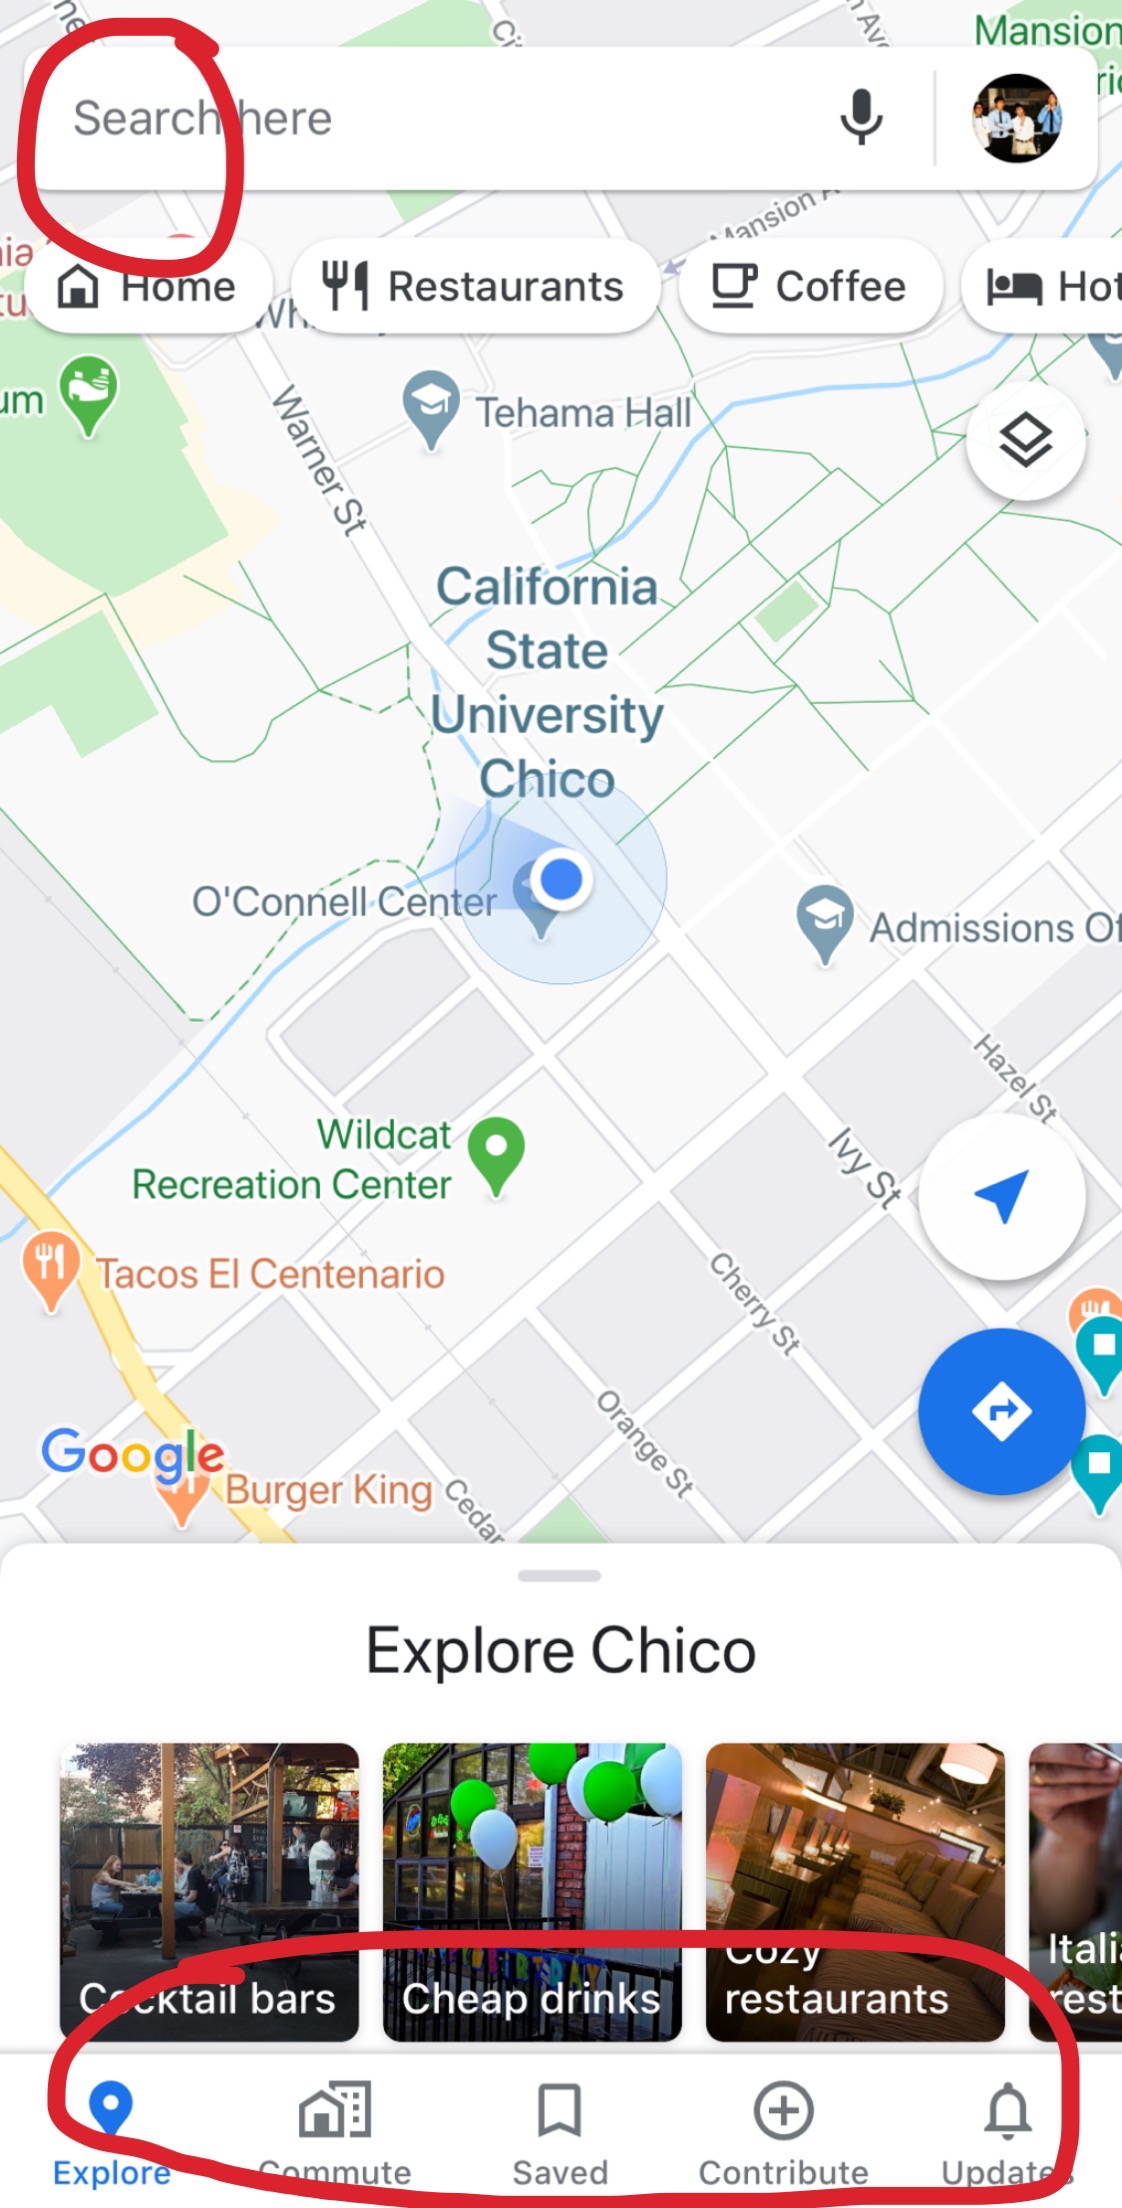 Mansion
Search here
Home
Restaurants
Coffee
Hot
um
Tehama Hall
Warner St
California
State
University
Chico
O'Connell Center
Admissions Of
Hazel St
Wildcat
Recreation Center
Ivy St
Tacos El Centenario
Cherry St
Orange St
Google
Burger King
Cedar
Explore Chico
Cocktail bars
Cheap drinks
Cozy
restaurants
Itali
rest
Explore
Commute
Saved
Contribute
Updates